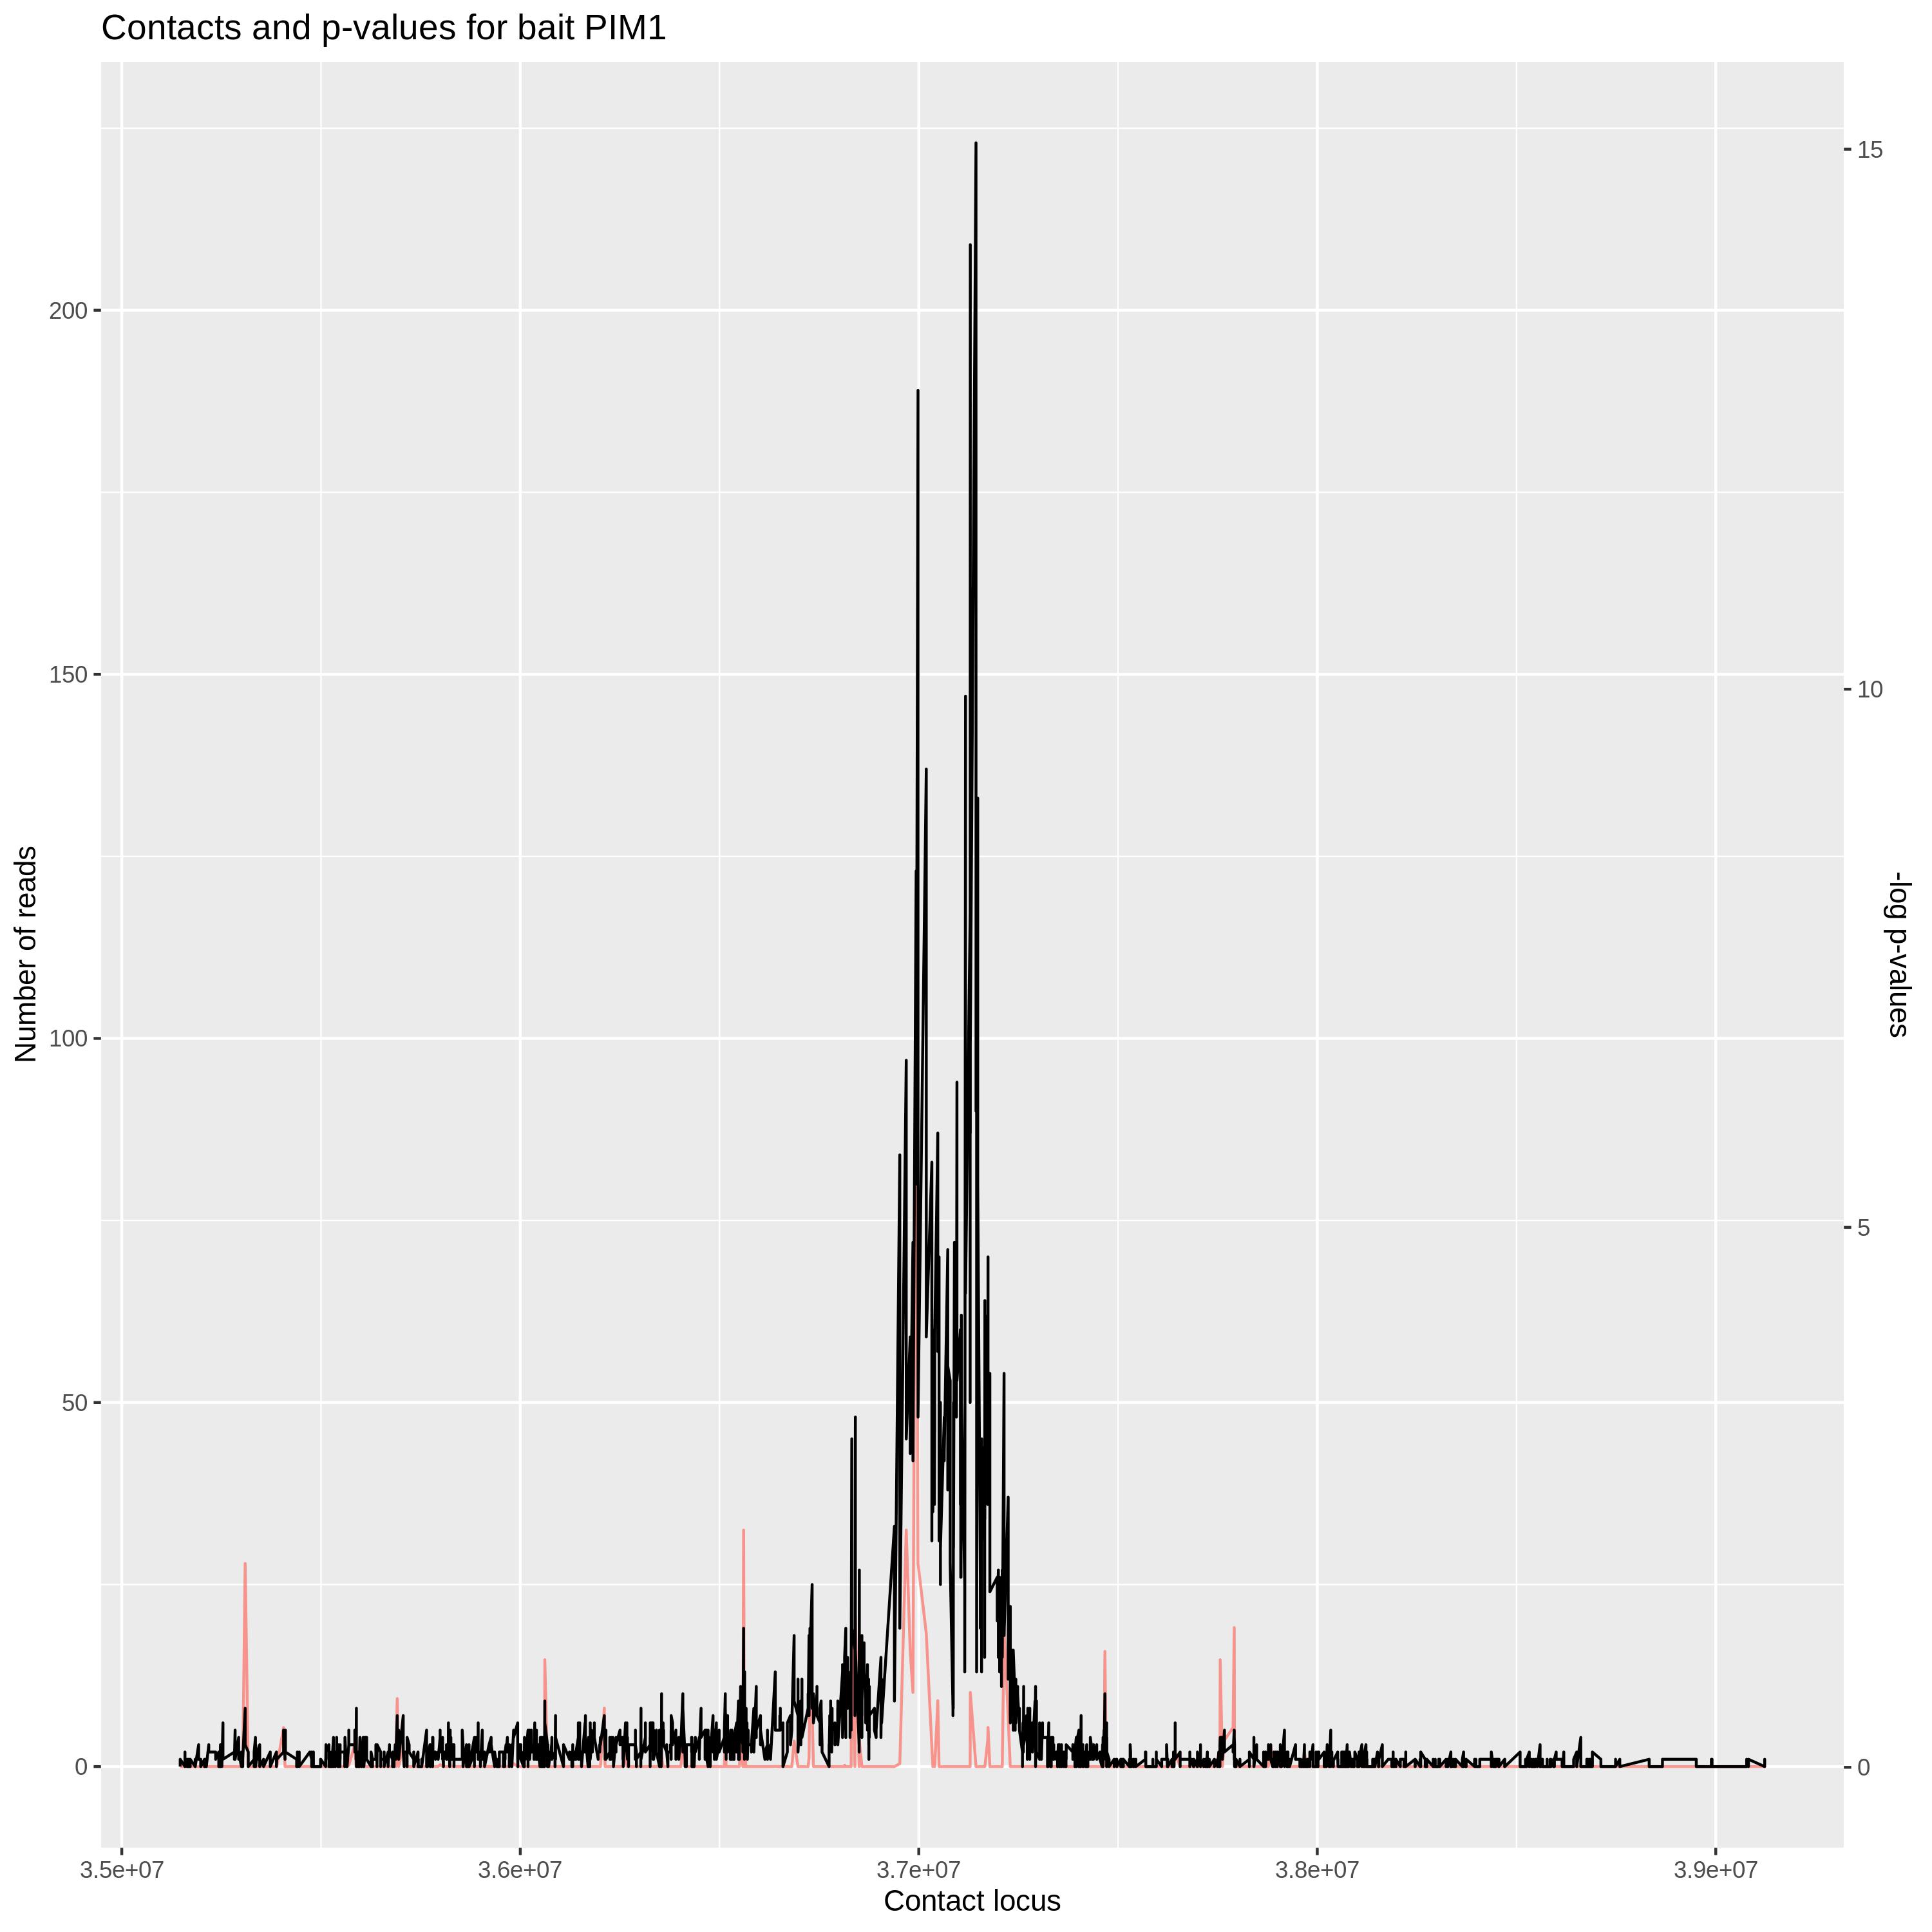 Contacts and p-values for bait PIM1
Number of reads
200
150
100
50
0
15
10
5
0
-log p-values
3.5e+07
3.6e+07
3.7e+07
3.8e+07
3.9e+07
Contact locus